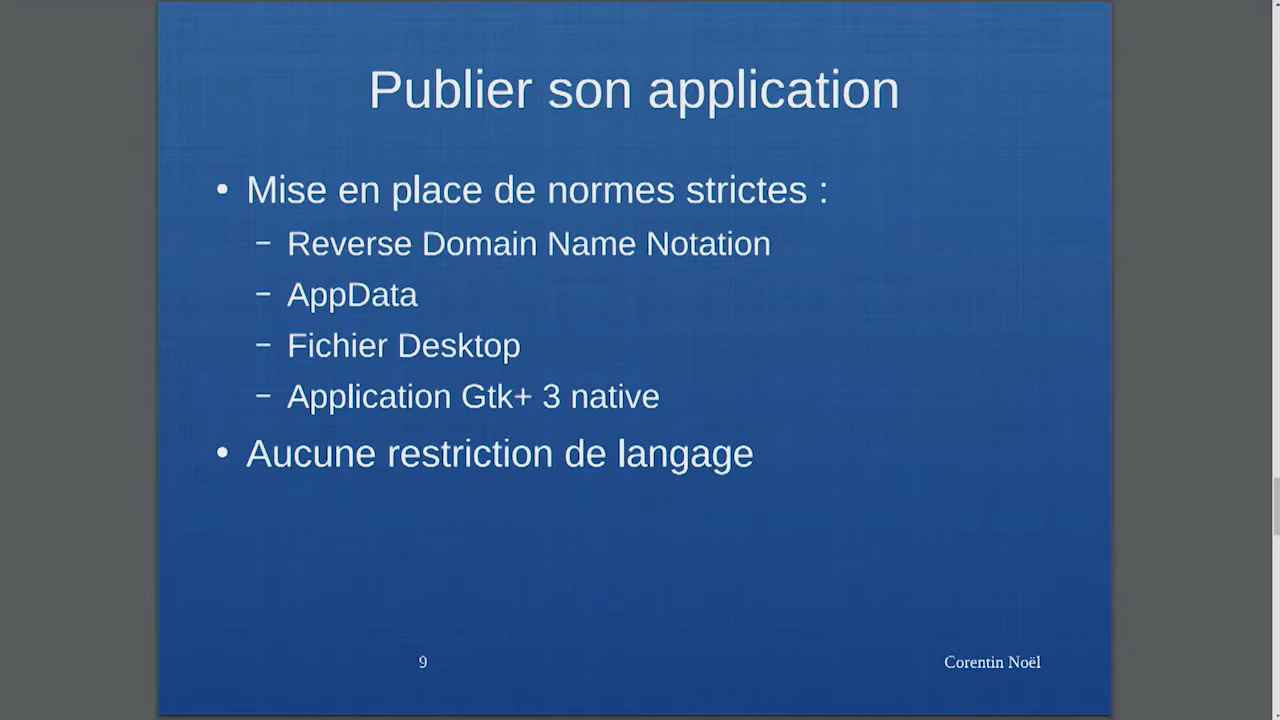 Publier son application
• Mise en place de normes strictes :
– Reverse Domain Name Notation
– AppData
– Fichier Desktop
– Application Gtk+ 3 native
• Aucune restriction de langage
9
Corentin Noël